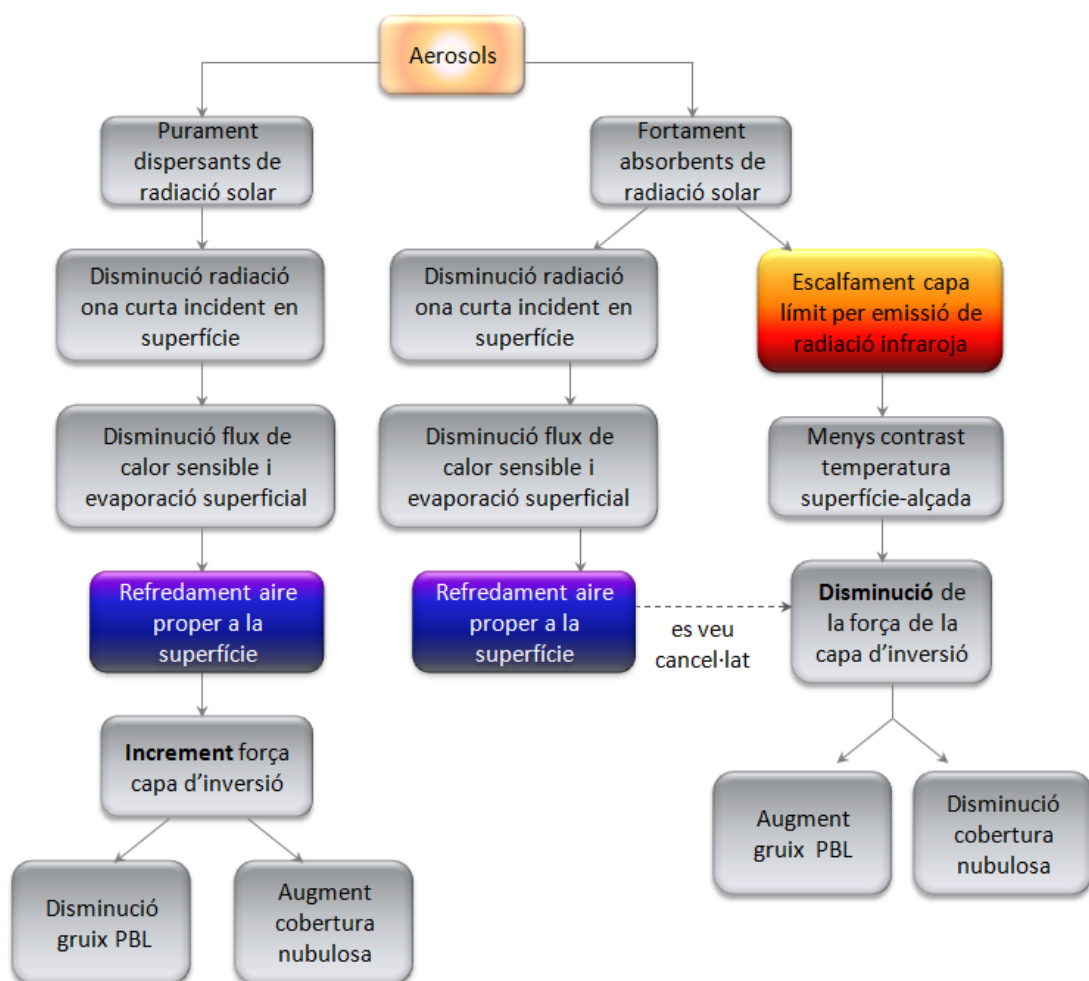 Aerosols
Purament
dispersants de
radiació solar
Fortament
absorbents de
radiació solar
Disminució radiació
ona curta incident en
superfície
Disminució radiació
ona curta incident en
superfície
Escalfament capa
límit per emissió de
radiació infraroja
Disminució flux de
calor sensible i
evaporació superficial
Disminució flux de
calor sensible i
evaporació superficial
Menys contrast
temperatura
superfície-alçada
Refredament aire
proper a la
superfície
Refredament aire
proper a la
superfície
es veu
cancel·lat
Disminució de
la força de la
capa d’inversió
Increment força
capa d’inversió
Augment
gruix PBL
Disminució
cobertura
nubulosa
Disminució
gruix PBL
Augment
cobertura
nubulosa